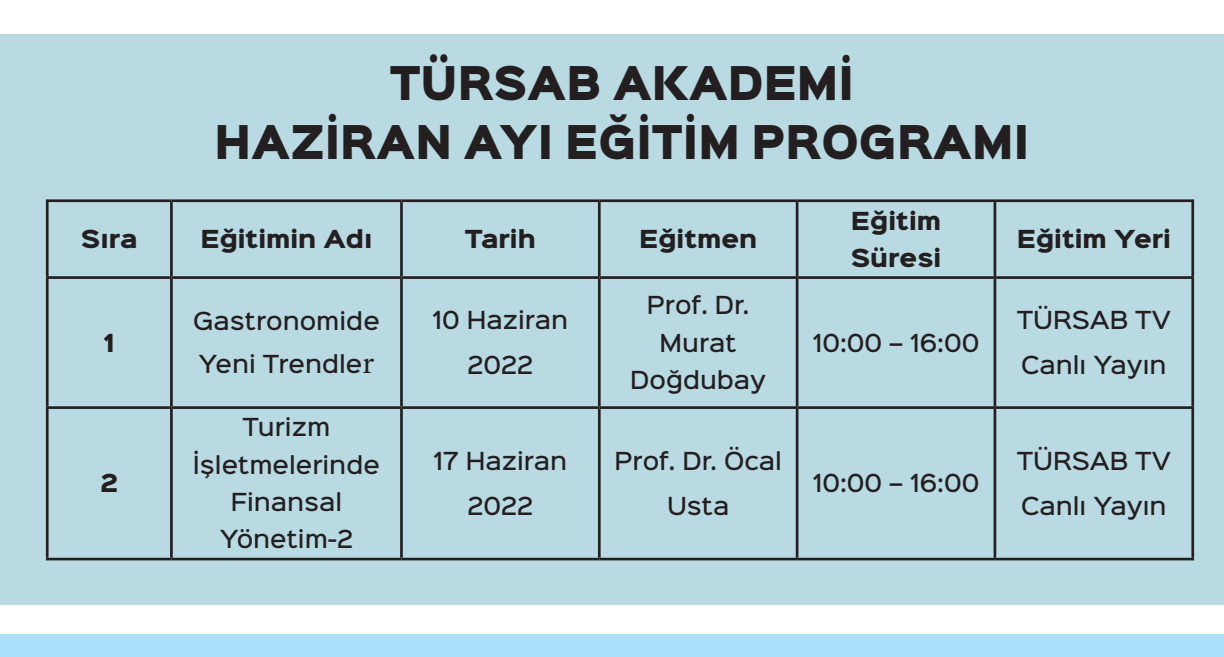 TÜRSAB AKADEMİ
HAZİRAN AYI EĞİTİM PROGRAMI
Sıra
Eğitimin Adı
Tarih
Eğitmen
Eğitim
Süresi
Eğitim Yeri
1
Gastronomide
Yeni Trendler
10 Haziran
2022
Prof. Dr.
Murat
Doğdubay
10:00 – 16:00
TÜRSAB TV
Canlı Yayın
2
Turizm
İşletmelerinde
Finansal
Yönetim-2
17 Haziran
2022
Prof. Dr. Öcal
Usta
10:00 – 16:00
TÜRSAB TV
Canlı Yayın